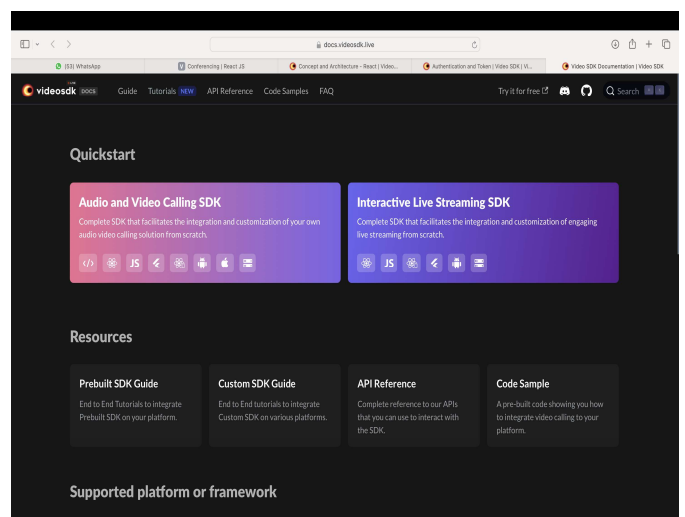 docs.videosdk.live
(53) WhatsApp
Conferencing | React JS
Concept and Architecture - React | Video...
Authentication and Token | Video SDK | Vi...
Video SDK Documentation | Video SDK
LIVE
videosdk DOCS
Guide
Tutorials NEW
API Reference
Code Samples
FAQ
Try it for free
Search
Quickstart
Audio and Video Calling SDK
Complete SDK that facilitates the integration and customization of your own
audio video calling solution from scratch.
</> JS
Interactive Live Streaming SDK
Complete SDK that facilitates the integration and customization of engaging
live streaming from scratch.
JS
Resources
Prebuilt SDK Guide
End to End Tutorials to integrate
Prebuilt SDK on your platform.
Custom SDK Guide
End to End tutorials to integrate
Custom SDK on various platforms.
API Reference
Complete reference to our APIs
that you can use to interact with
the SDK.
Code Sample
A pre-built code showing you how
to integrate video calling to your
platform.
Supported platform or framework